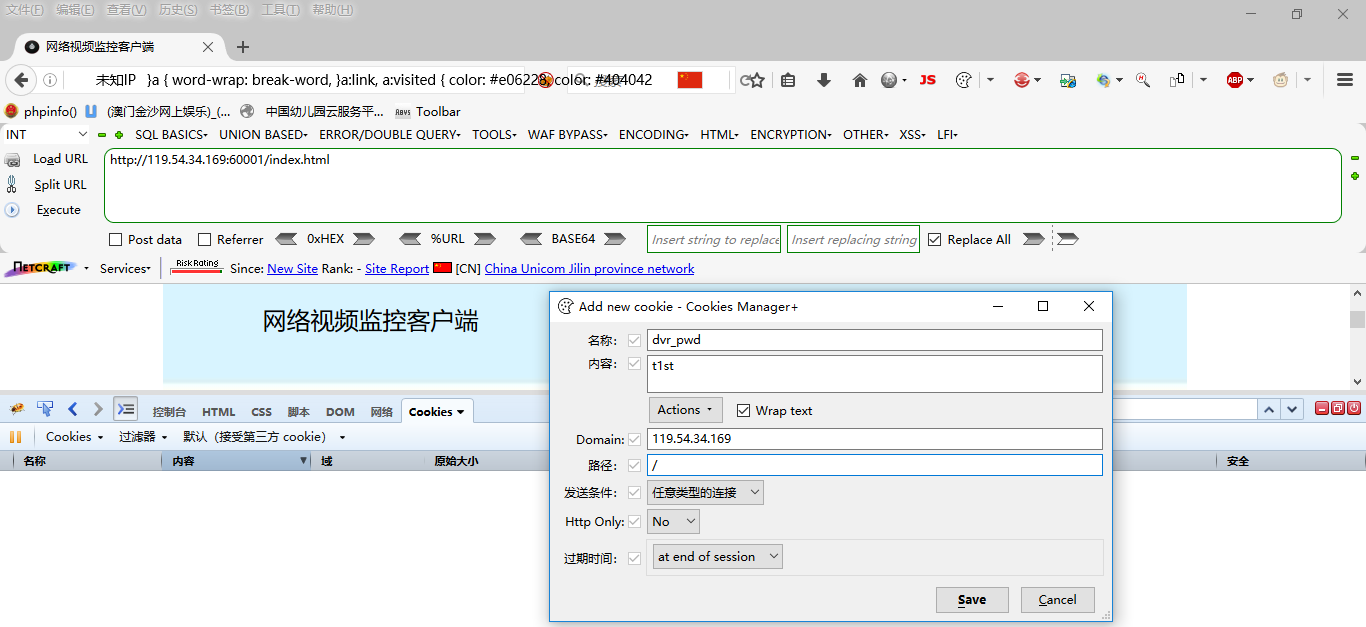 文件(F) 编辑(E) 查看(V) 历史(S) 书签(B) 工具(T) 帮助(H)
网络视频监控客户端
未知IP }a { word-wrap: break-word, }a:link, a:visited { color: #e06228, color: #404042
JS ABP
phpinfo() (澳门金沙网上娱乐)_(... 中国幼儿园云服务平... Toolbar
INT SQL BASICS UNION BASED ERROR/DOUBLE QUERY TOOLS WAF BYPASS ENCODING HTML ENCRYPTION OTHER XSS LFI
Load URL
http://119.54.34.169:60001/index.html
Split URL
Execute
Post data Referrer 0xHEX %URL BASE64 Insert string to replace Insert replacing string Replace All
NETCRAFT Services Risk Rating Since: New Site Rank: - Site Report [CN] China Unicom Jilin province network
网络视频监控客户端
Add new cookie - Cookies Manager+
名称: dvr_pwd
内容: t1st
Actions Wrap text
Domain: 119.54.34.169
路径: /
发送条件: 任意类型的连接
Http Only: No
过期时间: at end of session
Save Cancel
控制台 HTML CSS 脚本 DOM 网络 Cookies
Cookies 过滤器 默认（接受第三方 cookie）
名称 内容 域 原始大小 安全